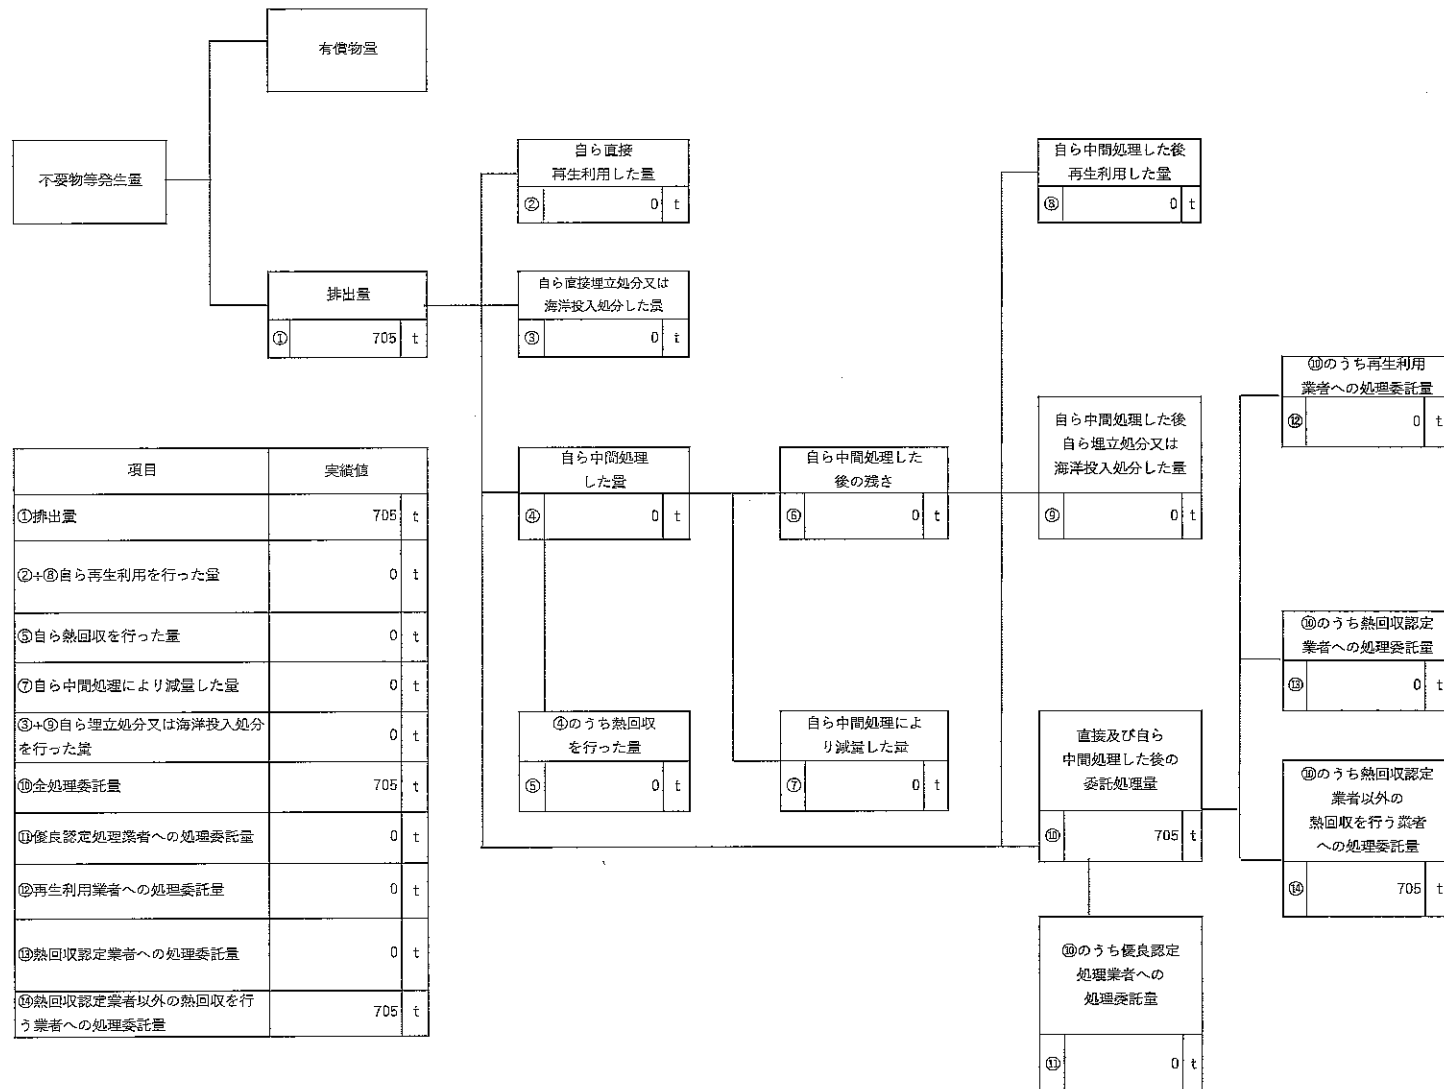 有償物量
不要物等発生量
排出量
① 705 t
自ら直接
再生利用した量
② 0 t
自ら直接埋立処分又は
海洋投入処分した量
③ 0 t
自ら中間処理
した量
④ 0 t
④のうち熱回収
を行った量
⑤ 0 t
自ら中間処理した
後の残さ
⑥ 0 t
自ら中間処理によ
り減量した量
⑦ 0 t
自ら中間処理した後
再生利用した量
⑧ 0 t
自ら中間処理した後
自ら埋立処分又は
海洋投入処分した量
⑨ 0 t
直接及び自ら
中間処理した後の
委託処理量
⑩ 705 t
⑩のうち優良認定
処理業者への
処理委託量
⑪ 0 t
⑩のうち再生利用
業者への処理委託量
⑫ 0 t
⑩のうち熱回収認定
業者への処理委託量
⑬ 0 t
⑩のうち熱回収認定
業者以外の
熱回収を行う業者
への処理委託量
⑭ 705 t
項目 実績値
①排出量 705 t
②+⑧自ら再生利用を行った量 0 t
⑤自ら熱回収を行った量 0 t
⑦自ら中間処理により減量した量 0 t
③+⑨自ら埋立処分又は海洋投入処分
を行った量 0 t
⑩全処理委託量 705 t
⑪優良認定処理業者への処理委託量 0 t
⑫再生利用業者への処理委託量 0 t
⑬熱回収認定業者への処理委託量 0 t
⑭熱回収認定業者以外の熱回収を行
う業者への処理委託量 705 t